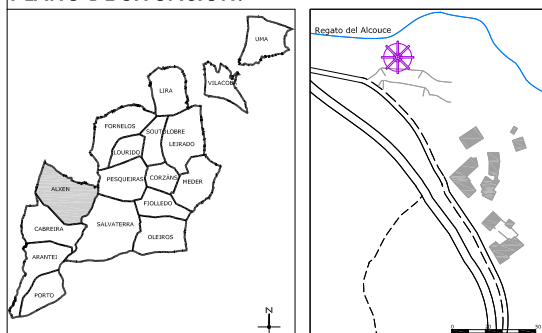 UMA
VILACOBA
LIRA
FORNELOS
SOUTOLOBRE
LEIRADO
LOURIDO
PESQUEIRAS
CORZÁNS
MEDER
ALXEN
FIOLLEDO
CABREIRA
SALVATERRA
OLEIROS
ARANTEI
PORTO
N
Regato del Alcouce
0
50